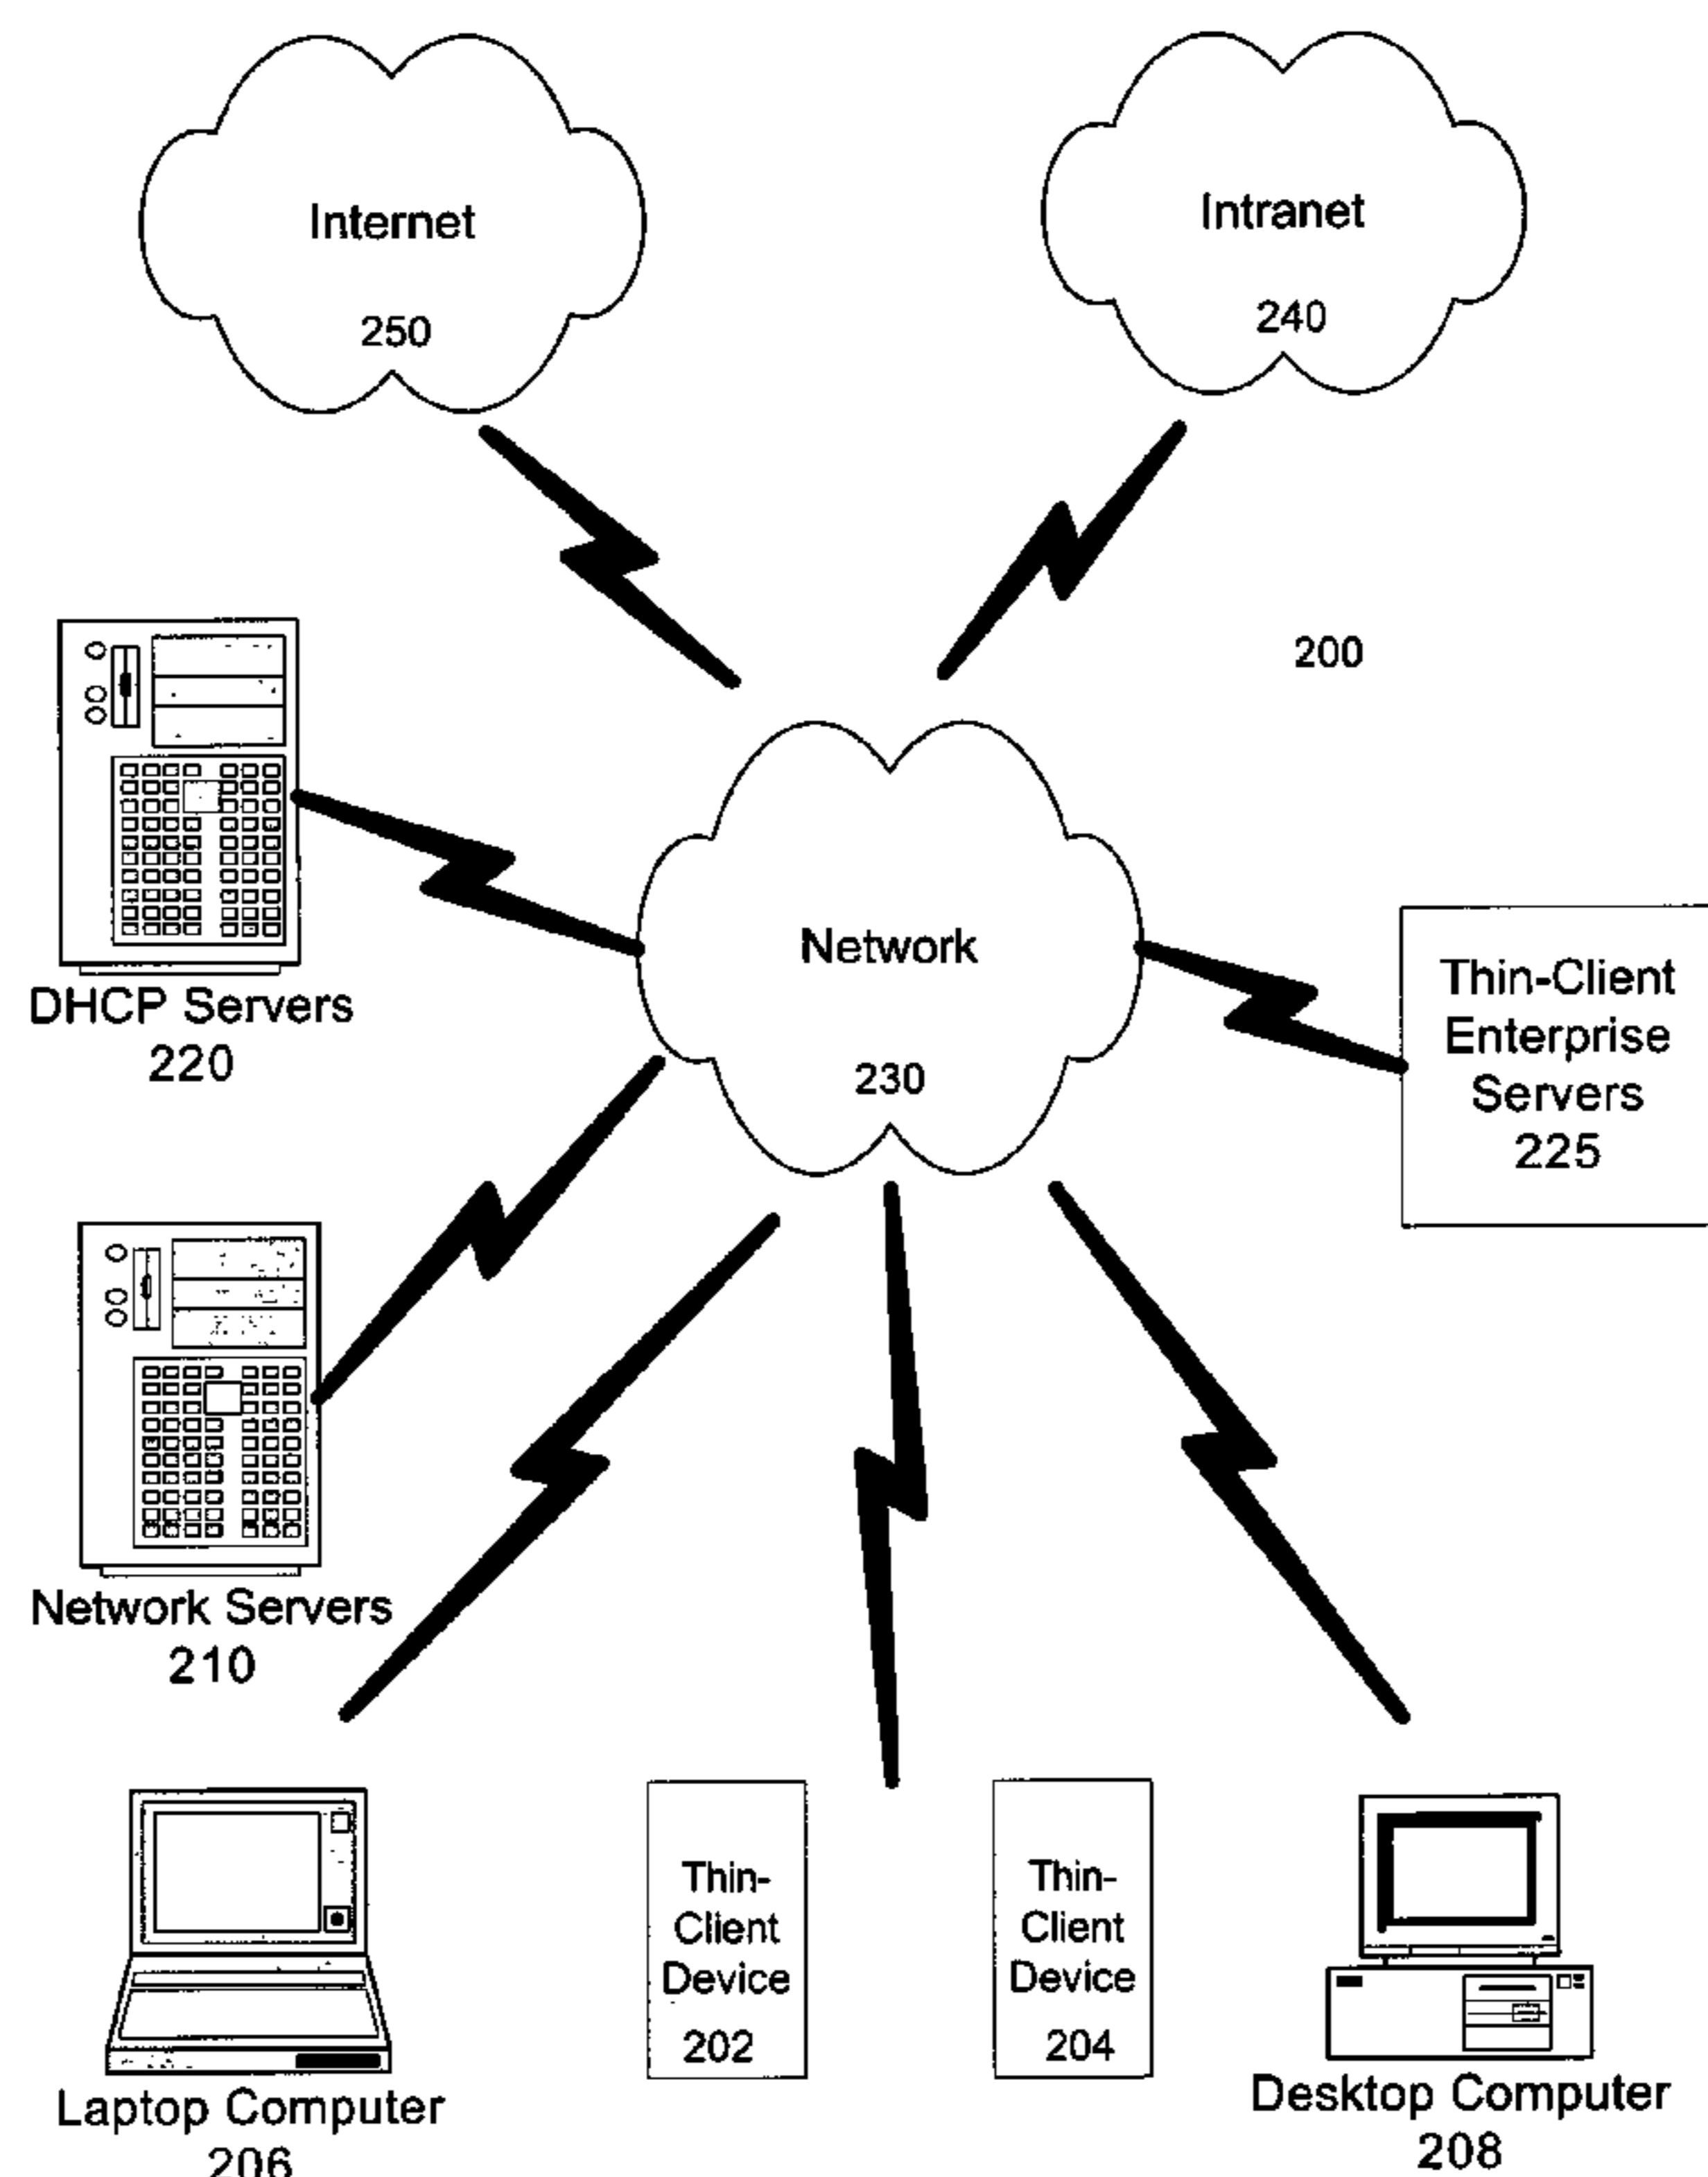 Internet
250
Intranet
240
200
DHCP Servers
220
Network
230
Thin-Client
Enterprise
Servers
225
Network Servers
210
Laptop Computer
206
Thin-
Client
Device
202
Thin-
Client
Device
204
Desktop Computer
208